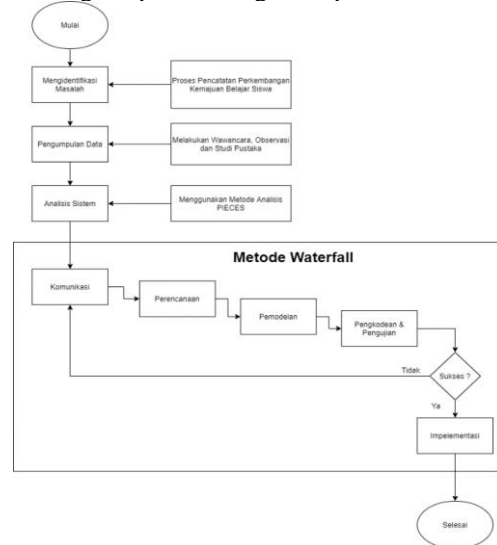 Mulai
Mengidentifikasi
Masalah
Proses Pencatatan Perkembangan
Kemajuan Belajar Siswa
Pengumpulan Data
Melakukan Wawancara, Observasi
dan Studi Pustaka
Analisis Sistem
Menggunakan Metode Analisis
PIECES
Metode Waterfall
Komunikasi
Perencanaan
Pemodelan
Pengkodean &
Pengujian
Tidak
Sukses ?
Ya
Impelementasi
Selesai